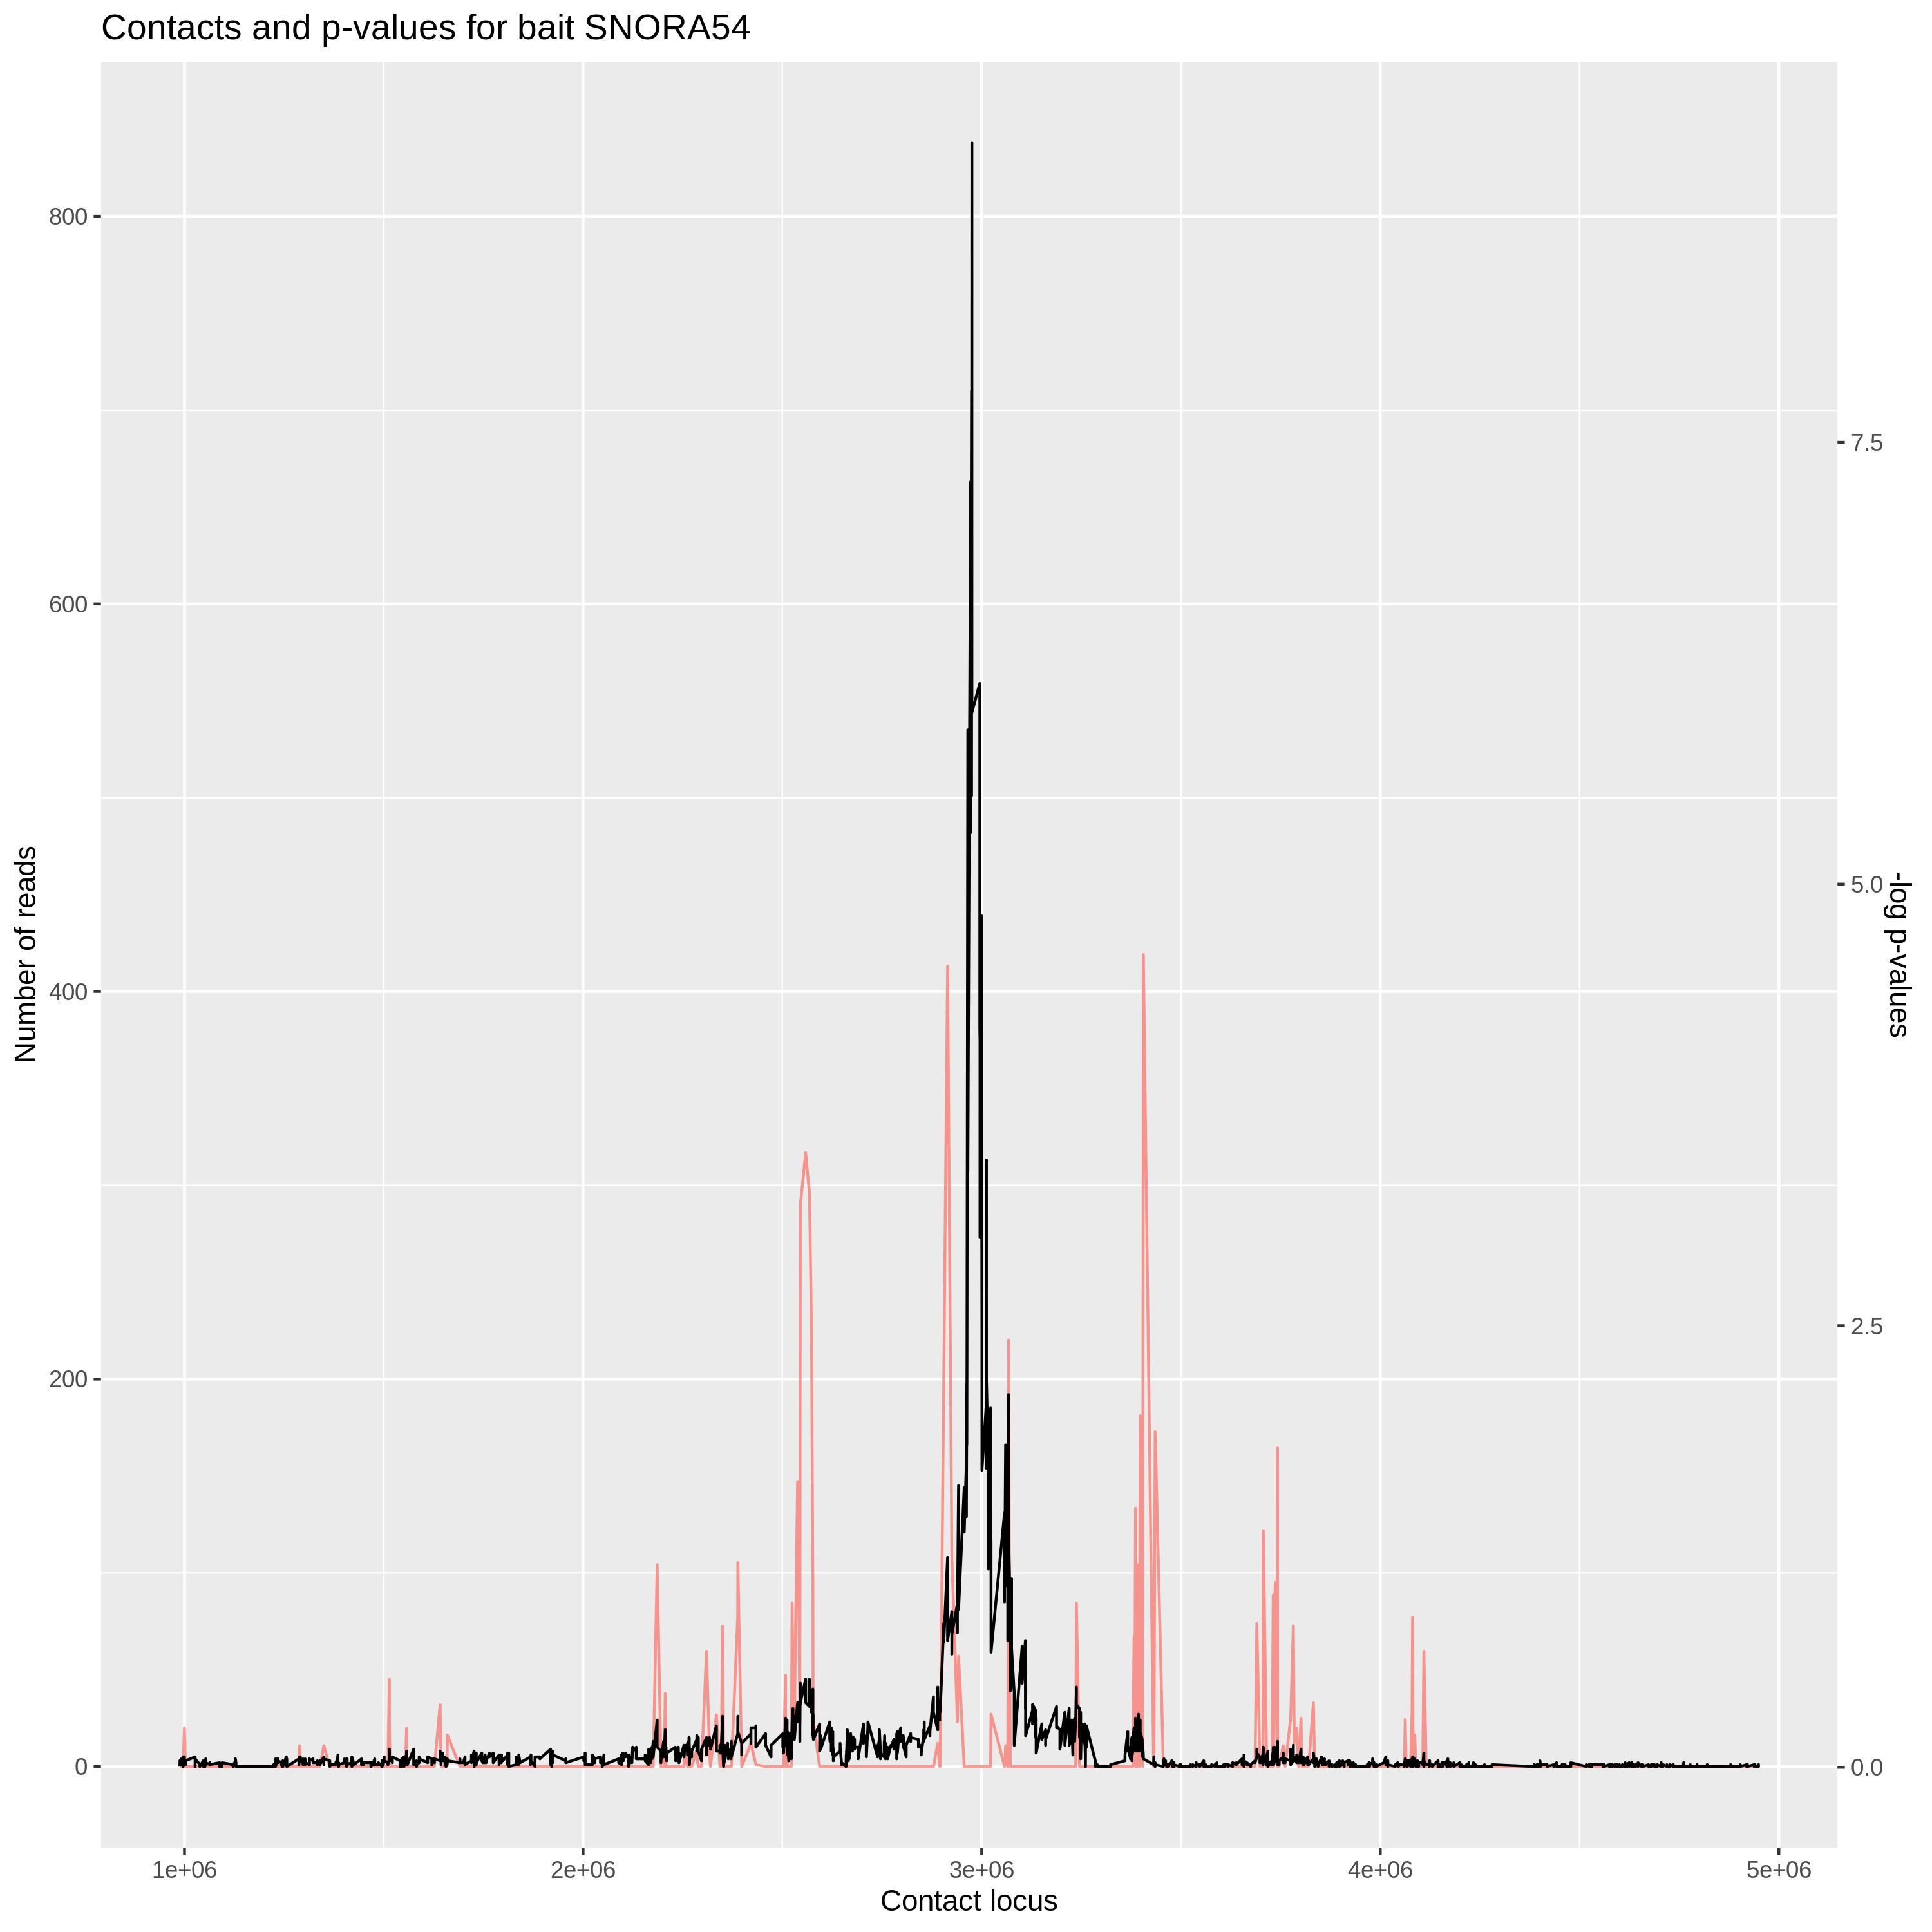 Contacts and p-values for bait SNORA54
800
600
400
200
0
Number of reads
7.5
5.0
2.5
0.0
-log p-values
1e+06
2e+06
3e+06
4e+06
5e+06
Contact locus